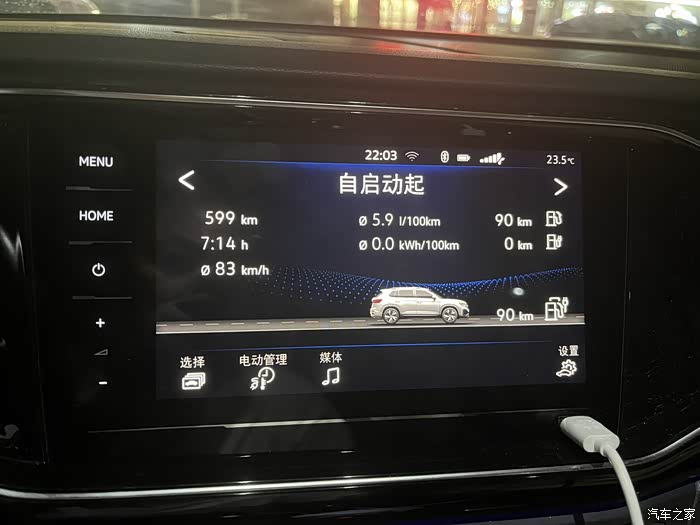 22:03
23.5℃
MENU
自启动起
HOME
599 km
ø 5.9 l/100km
90 km
7:14 h
ø 0.0 kWh/100km
0 km
ø 83 km/h
90 km
选择
电动管理
媒体
设置
汽车之家